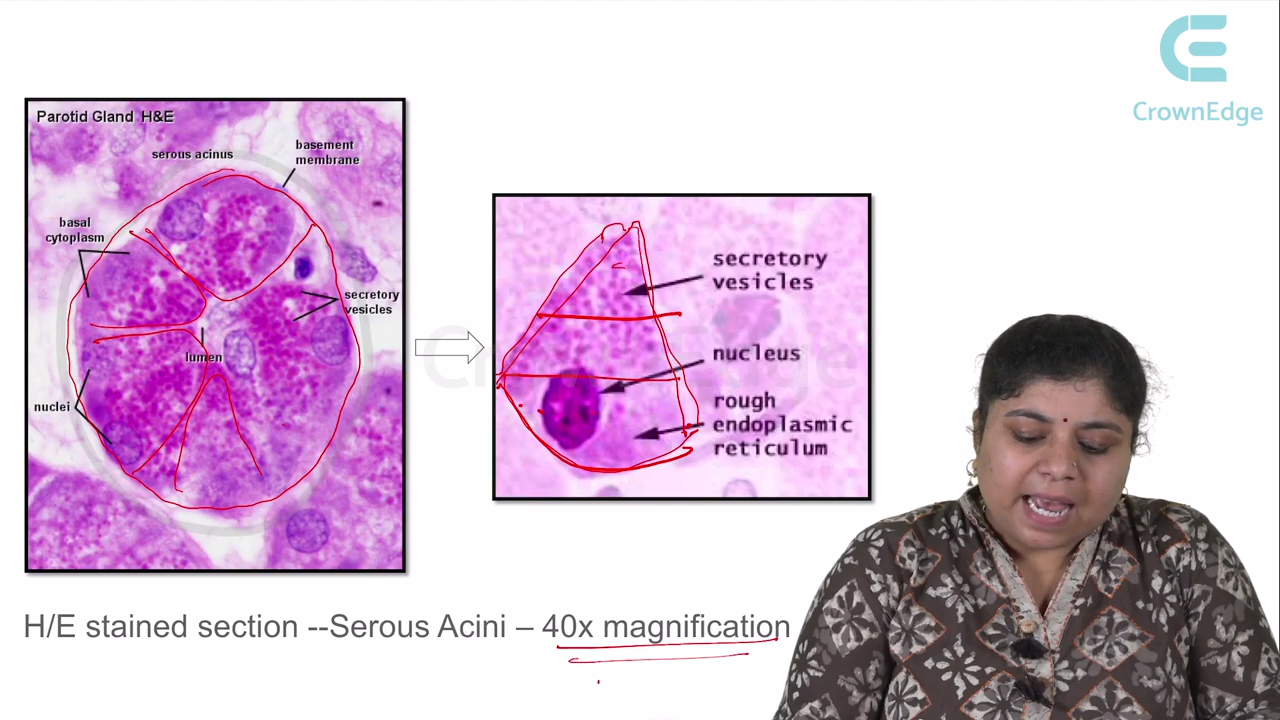 CrownEdge
Parotid Gland H&E
serous acinus
basement
membrane
basal
cytoplasm
secretory
vesicles
lumen
nuclei
secretory
vesicles
nucleus
rough
endoplasmic
reticulum
CrownEdge
H/E stained section --Serous Acini – 40x magnification